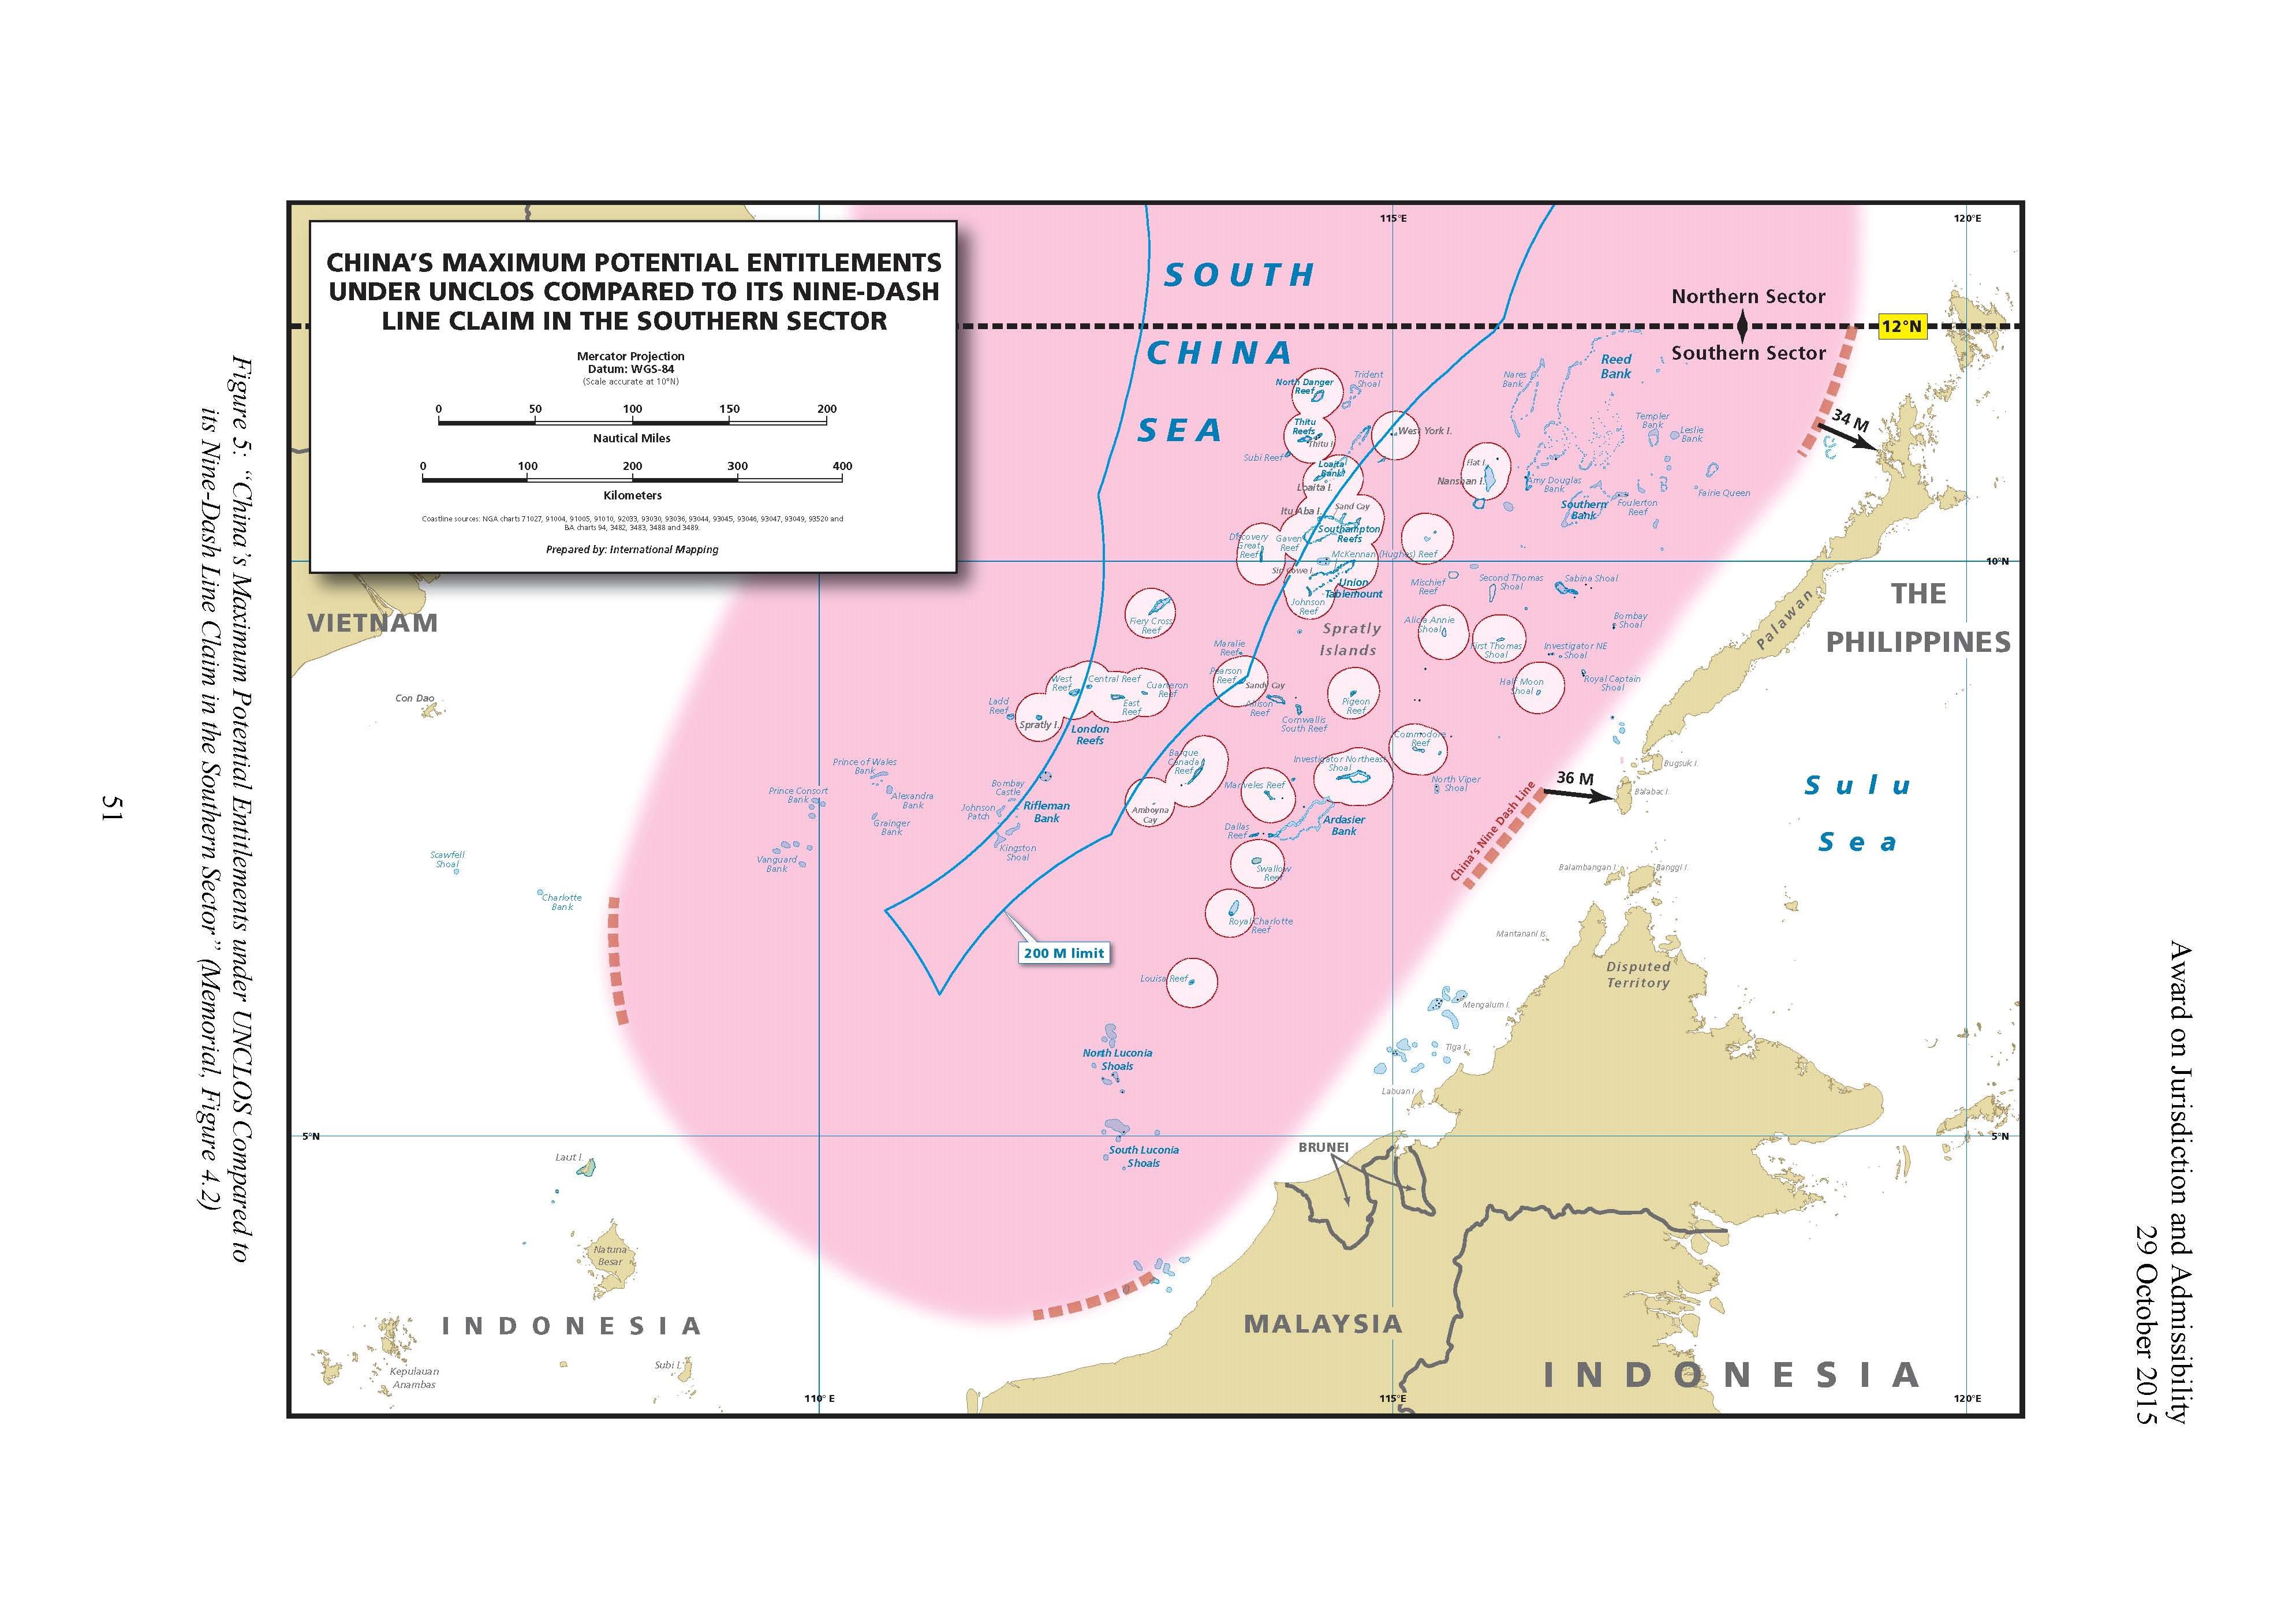 Award on Jurisdiction and Admissibility
29 October 2015
CHINA'S MAXIMUM POTENTIAL ENTITLEMENTS
UNDER UNCLOS COMPARED TO ITS NINE-DASH
LINE CLAIM IN THE SOUTHERN SECTOR
Mercator Projection
Datum: WGS-84
(Scale accurate at 10°N)
0 50 100 150 200
Nautical Miles
0 100 200 300 400
Kilometers
Coastline sources: NGA charts 71027, 91004, 91005, 91010, 92033, 93030, 93036, 93044, 93045, 93046, 93047, 93049, 93520 and
BA charts 94, 3482, 3483, 3488 and 3489.
Prepared by: International Mapping
115°E
120°E
SOUTH
CHINA
SEA
Northern Sector
12°N
Southern Sector
Reed
Bank
Nares
Bank
North Danger
Reef
Trident
Shoal
Thitu
Reefs
Thitu I.
West York I.
Templer
Bank
Leslie
Bank
34 M
Subi Reef
Loaita
Bank
Loaita I.
Flat I.
Nanshan I.
Amy Douglas
Bank
Fairie Queen
Southern
Bank
Foulerton
Reef
Itu Aba I.
Sand Cay
Southampton
Reefs
Discovery
Great
Reef
Gaven
Reef
McKennan (Hughes) Reef
Sin Cowe I.
Union
Tablemount
Johnson
Reef
10°N
Mischief
Reef
Second Thomas
Shoal
Sabina Shoal
THE
PHILIPPINES
Palawan
VIETNAM
Fiery Cross
Reef
Spratly
Islands
Alicia Annie
Shoal
First Thomas
Shoal
Bombay
Shoal
Investigator NE
Shoal
Maralie
Reef
Pearson
Reef
Sandy Cay
Alison
Reef
Cornwallis
South Reef
Pigeon
Reef
Half Moon
Shoal
Royal Captain
Shoal
Con Dao
West
Reef
Central Reef
Cuarteron
Reef
East
Reef
Ladd
Reef
Spratly I.
London
Reefs
Commodore
Reef
Barque
Canada
Reef
Investigator Northeast
Shoal
Mariveles Reef
North Viper
Shoal
Bugsuk I.
Balabac I.
36 M
China's Nine Dash Line
Sulu
Sea
Prince of Wales
Bank
Prince Consort
Bank
Alexandra
Bank
Grainger
Bank
Bombay
Castle
Johnson
Patch
Rifleman
Bank
Kingston
Shoal
Vanguard
Bank
Amboyna
Cay
Dallas
Reef
Ardasier
Bank
Swallow
Reef
Royal Charlotte
Reef
Scawfell
Shoal
Charlotte
Bank
200 M limit
Louisa Reef
Balambangan I.
Banggi I.
Mantanani Is.
Disputed
Territory
Mengalum I.
Tiga I.
Labuan I.
North Luconia
Shoals
South Luconia
Shoals
5°N
5°N
BRUNEI
Laut I.
Natuna
Besar
INDONESIA
Subi I.
Kepulauan
Anambas
MALAYSIA
INDONESIA
110° E
115°E
120°E
Figure 5: "China's Maximum Potential Entitlements under UNCLOS Compared to
its Nine-Dash Line Claim in the Southern Sector" (Memorial, Figure 4.2)
51